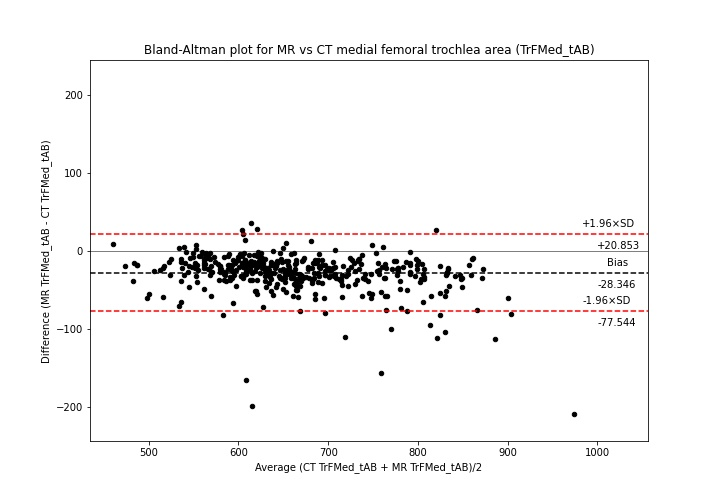 Bland-Altman plot for MR vs CT medial femoral trochlea area (TrFMed_tAB)
Difference (MR TrFMed_tAB - CT TrFMed_tAB)
200
100
0
−100
−200
+1.96×SD
+20.853
Bias
-28.346
-1.96×SD
-77.544
500
600
700
800
900
1000
Average (CT TrFMed_tAB + MR TrFMed_tAB)/2